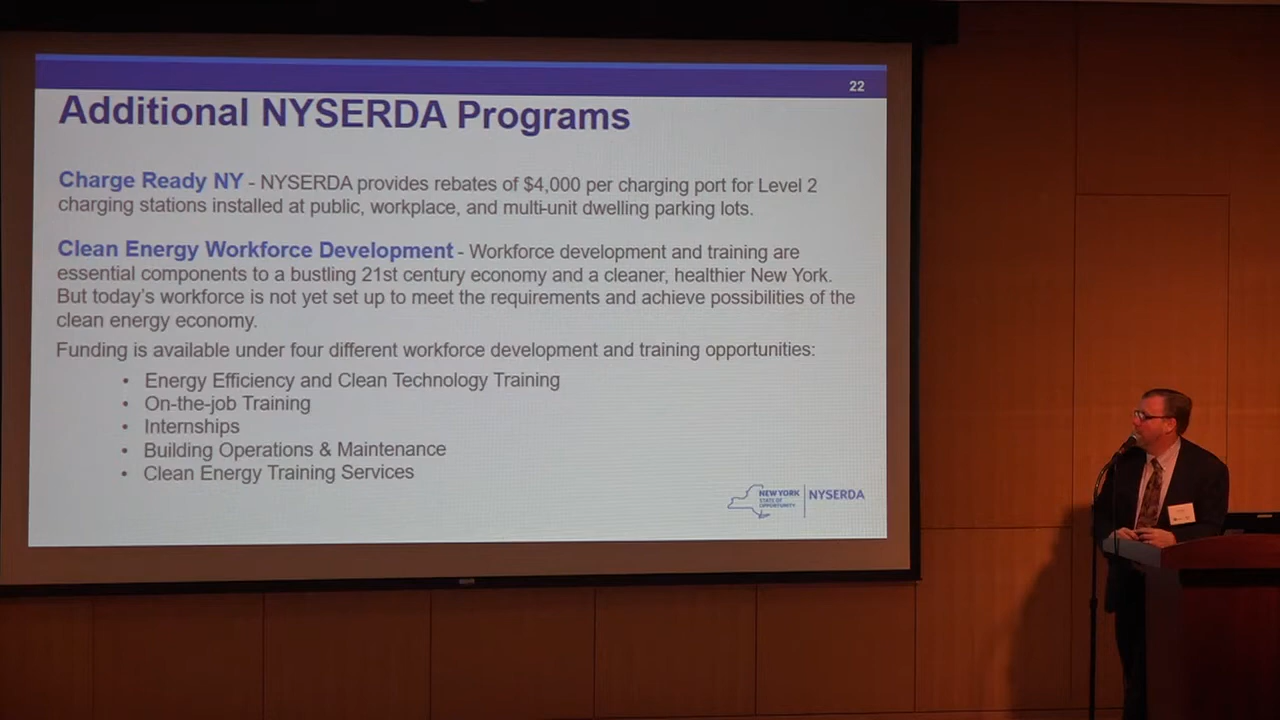 22
Additional NYSERDA Programs
Charge Ready NY - NYSERDA provides rebates of $4,000 per charging port for Level 2
charging stations installed at public, workplace, and multi-unit dwelling parking lots.
Clean Energy Workforce Development - Workforce development and training are
essential components to a bustling 21st century economy and a cleaner, healthier New York.
But today's workforce is not yet set up to meet the requirements and achieve possibilities of the
clean energy economy.
Funding is available under four different workforce development and training opportunities:
• Energy Efficiency and Clean Technology Training
• On-the-job Training
• Internships
• Building Operations & Maintenance
• Clean Energy Training Services
NEW YORK
STATE OF
OPPORTUNITY
NYSERDA